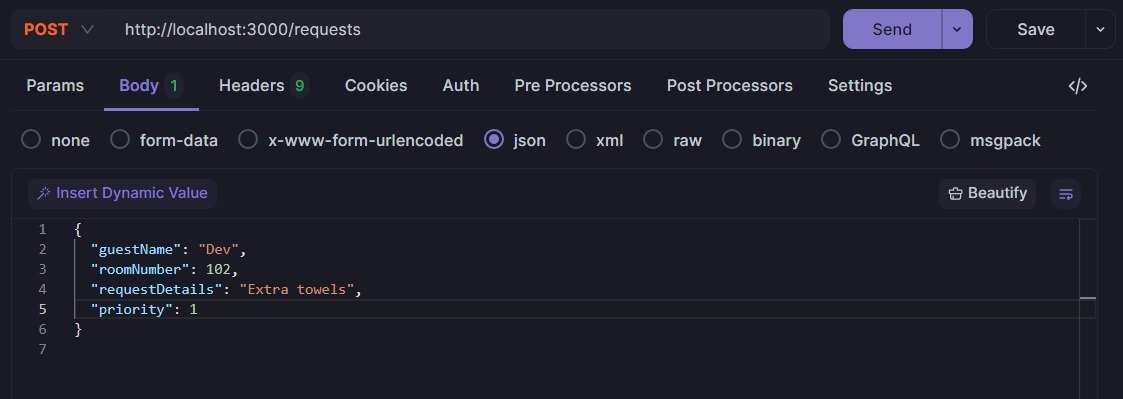 POST http://localhost:3000/requests Send Save
Params Body 1 Headers 9 Cookies Auth Pre Processors Post Processors Settings </>
none form-data x-www-form-urlencoded json xml raw binary GraphQL msgpack
Insert Dynamic Value Beautify
1 {
2 "guestName": "Dev",
3 "roomNumber": 102,
4 "requestDetails": "Extra towels",
5 "priority": 1
6 }
7